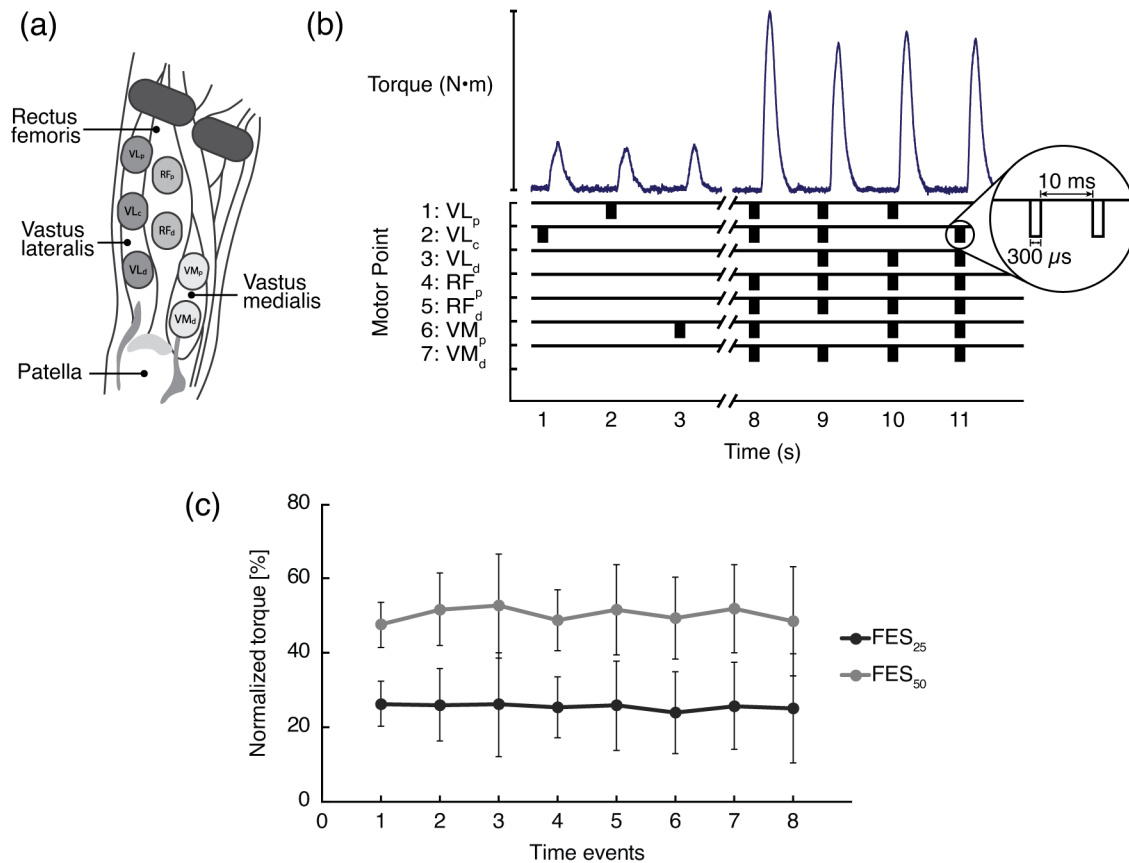 (a)
Rectus
femoris
VLp
RFp
VLc
RFd
Vastus
lateralis
VLd
VMp
Vastus
medialis
VMd
Patella
(b)
Torque (N•m)
10 ms
300 µs
Motor Point
1: VLp
2: VLc
3: VLd
4: RFp
5: RFd
6: VMp
7: VMd
1 2 3 8 9 10 11
Time (s)
(c)
Normalized torque [%]
80
60
40
20
0
0 1 2 3 4 5 6 7 8
Time events
FES25
FES50